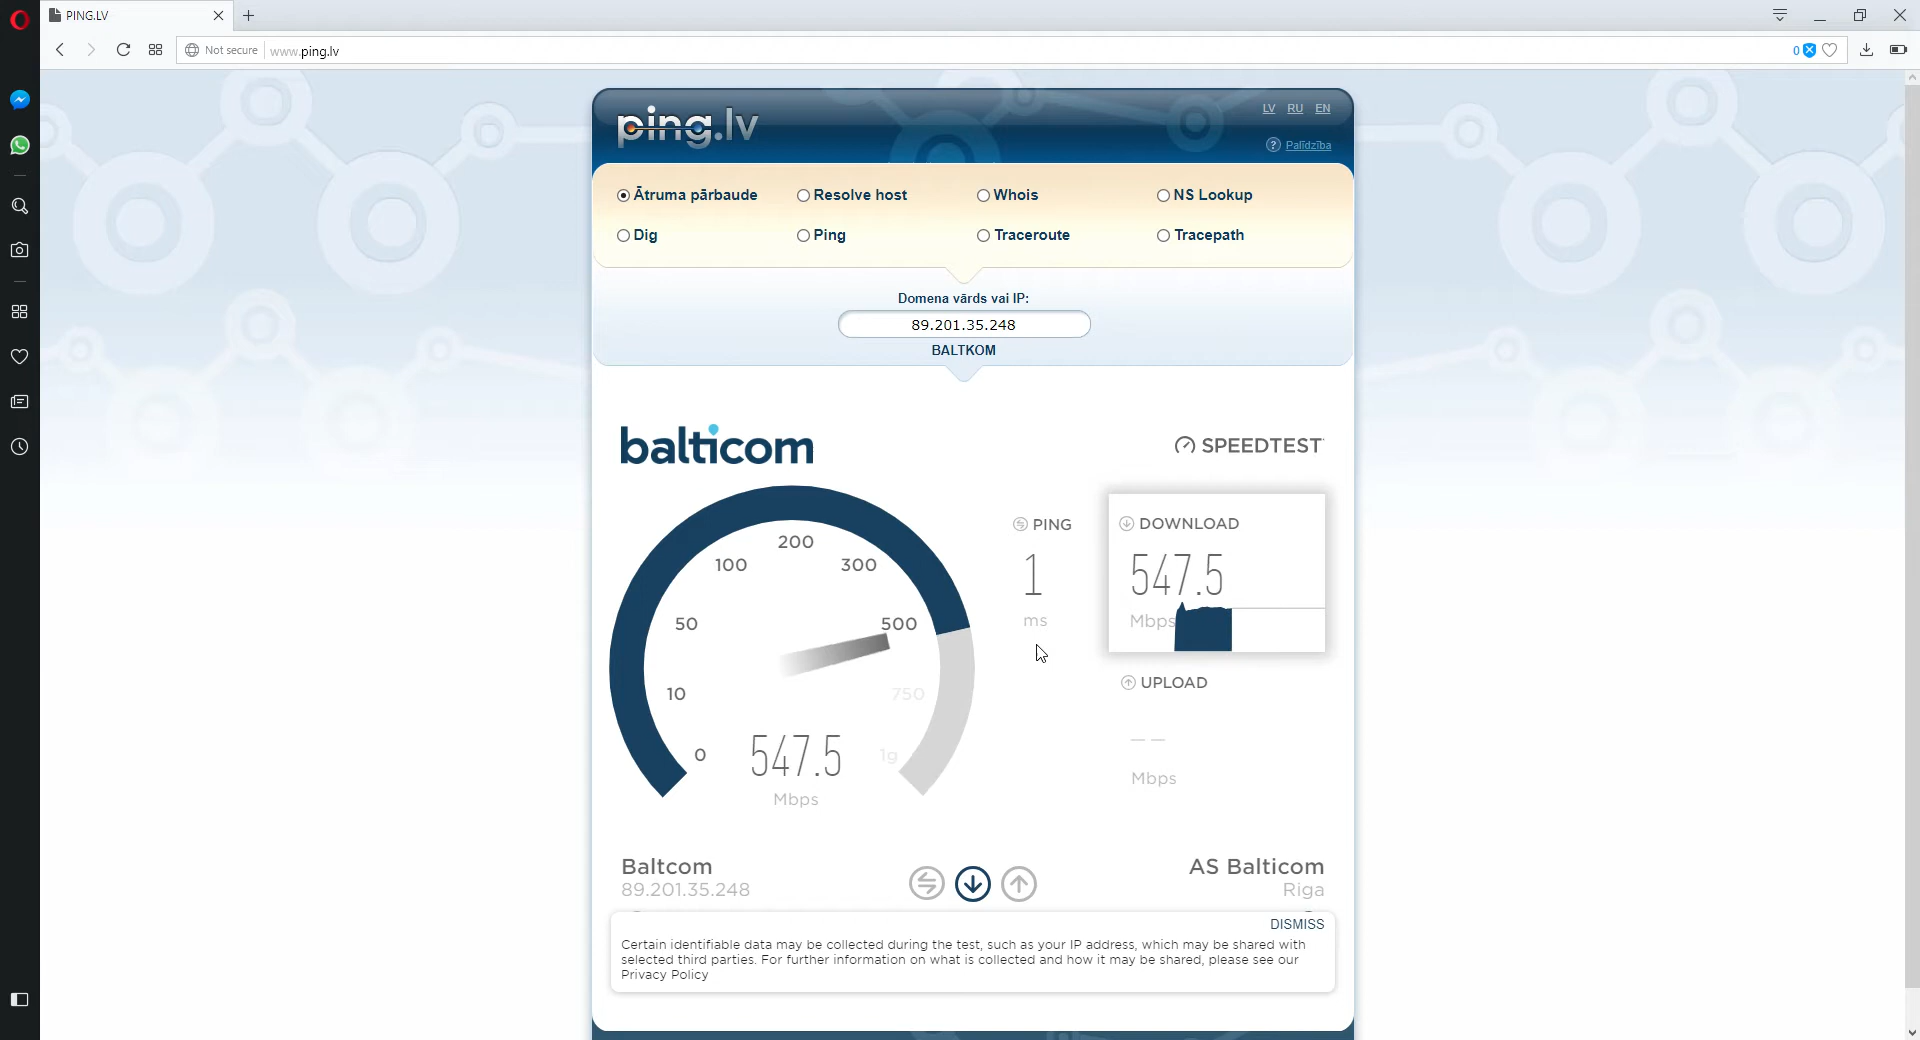 PING.LV
Not secure www.ping.lv
0
ping.lv
LV RU EN
? Palīdzība
Ātruma pārbaude Resolve host Whois NS Lookup
Dig Ping Traceroute Tracepath
Domena vārds vai IP:
89.201.35.248
BALTKOM
balticom
SPEEDTEST
PING
1
ms
DOWNLOAD
547.5
Mbps
UPLOAD
— —
Mbps
0
10
50
100
200
300
500
750
1g
547.5
Mbps
Baltcom
89.201.35.248
AS Balticom
Riga
DISMISS
Certain identifiable data may be collected during the test, such as your IP address, which may be shared with
selected third parties. For further information on what is collected and how it may be shared, please see our
Privacy Policy